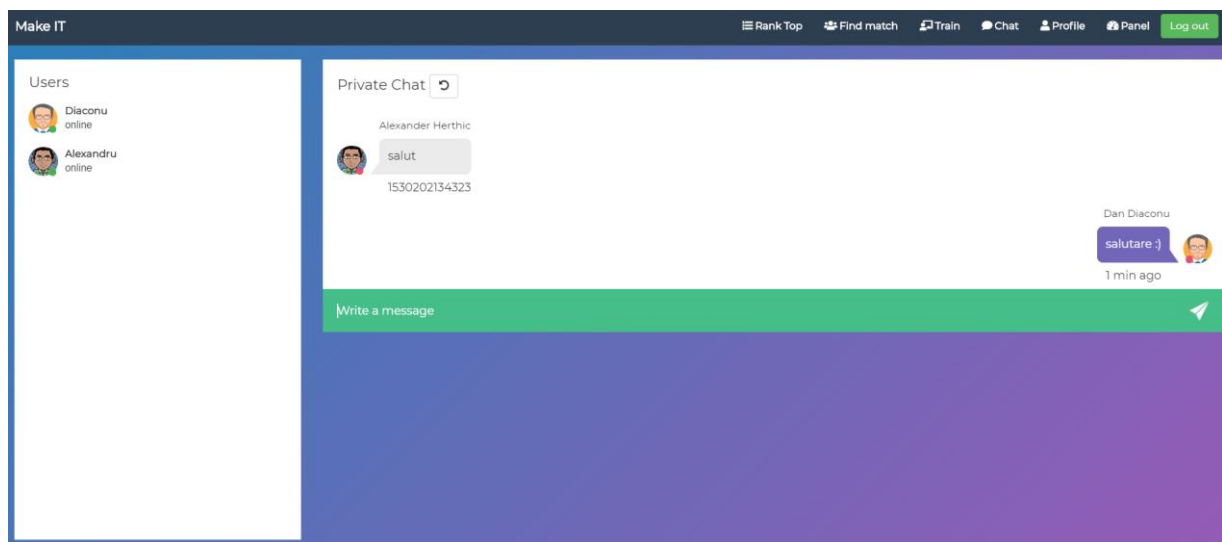 Make IT
Rank Top Find match Train Chat Profile Panel Log out
Users
Diaconu
online
Alexandru
online
Private Chat
Alexander Herthic
salut
1530202134323
Dan Diaconu
salutare :)
1 min ago
Write a message